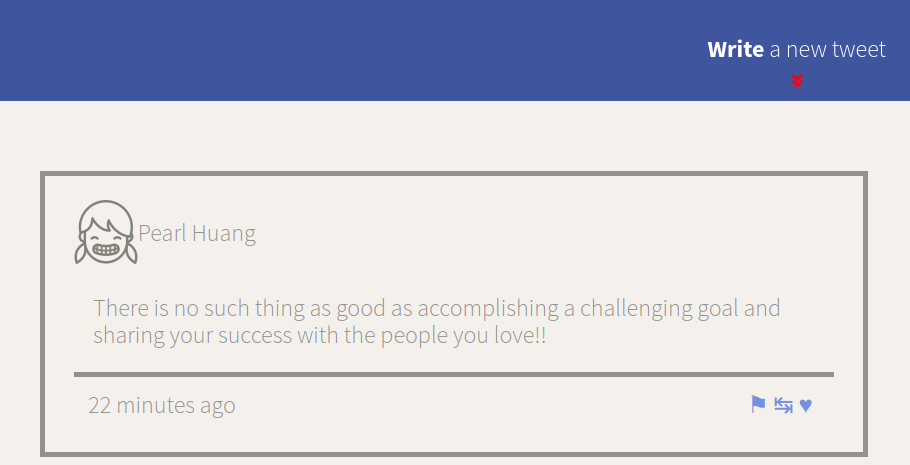 Write a new tweet
Pearl Huang
There is no such thing as good as accomplishing a challenging goal and
sharing your success with the people you love!!
22 minutes ago